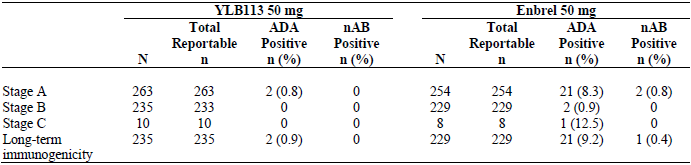 YLB113 50 mg Enbrel 50 mg
Total ADA nAB Total ADA nAB
Reportable Positive Positive Reportable Positive Positive
N n n (%) n (%) N n n (%) n (%)
Stage A 263 263 2 (0.8) 0 254 254 21 (8.3) 2 (0.8)
Stage B 235 233 0 0 229 229 2 (0.9) 0
Stage C 10 10 0 0 8 8 1 (12.5) 0
Long-term 235 235 2 (0.9) 0 229 229 21 (9.2) 1 (0.4)
immunogenicity